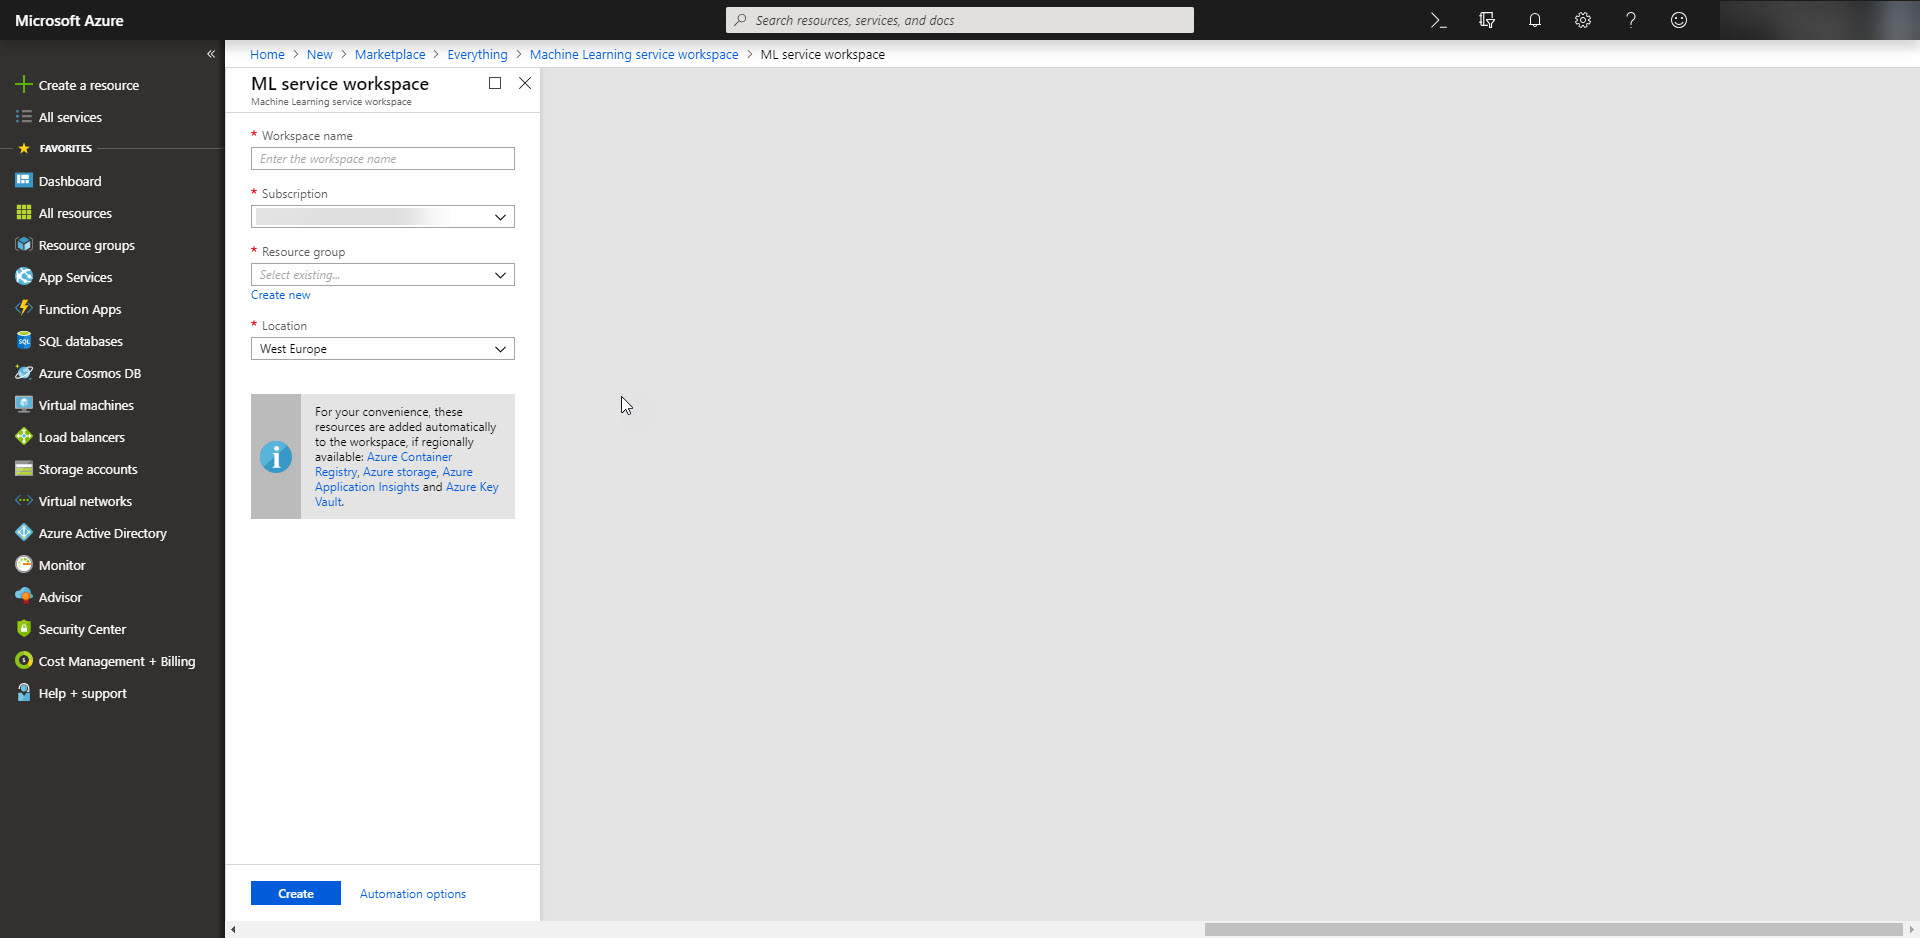 Microsoft Azure
Search resources, services, and docs
Home > New > Marketplace > Everything > Machine Learning service workspace > ML service workspace
Create a resource
All services
FAVORITES
Dashboard
All resources
Resource groups
App Services
Function Apps
SQL databases
Azure Cosmos DB
Virtual machines
Load balancers
Storage accounts
Virtual networks
Azure Active Directory
Monitor
Advisor
Security Center
Cost Management + Billing
Help + support
ML service workspace
Machine Learning service workspace
* Workspace name
Enter the workspace name
* Subscription
* Resource group
Select existing...
Create new
* Location
West Europe
For your convenience, these
resources are added automatically
to the workspace, if regionally
available: Azure Container
Registry, Azure storage, Azure
Application Insights and Azure Key
Vault.
Create
Automation options